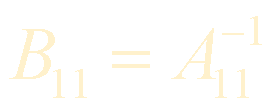 $B_{11} = A_{11}^{-1}$